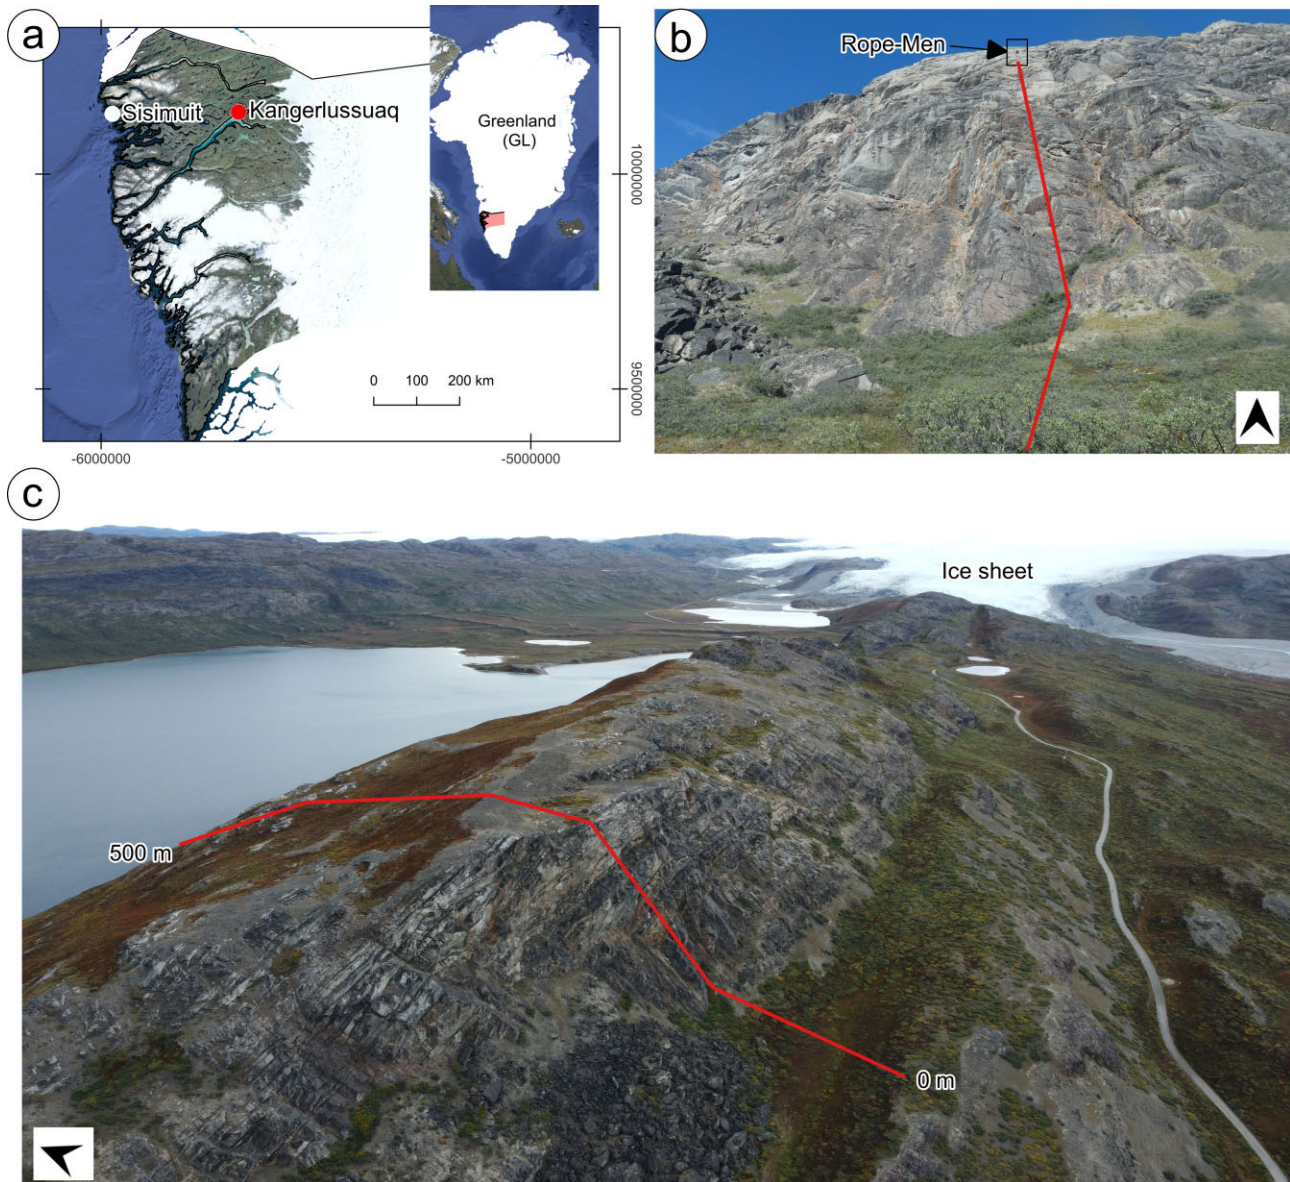 a
Sisimuit
Kangerlussuaq
Greenland
(GL)
0 100 200 km
10000000
9500000
-6000000
-5000000
b
Rope-Men
c
Ice sheet
500 m
0 m